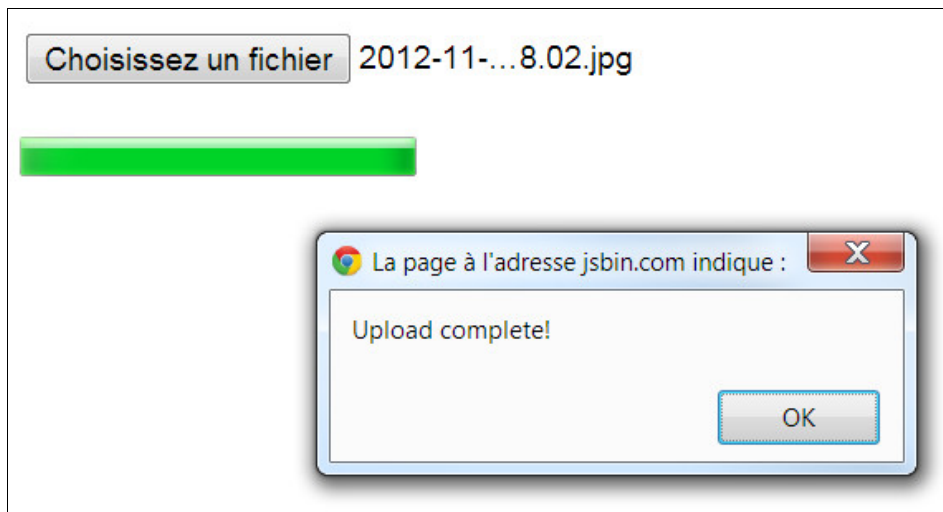 Choisissez un fichier 2012-11-...8.02.jpg
La page à l'adresse jsbin.com indique :
Upload complete!
OK